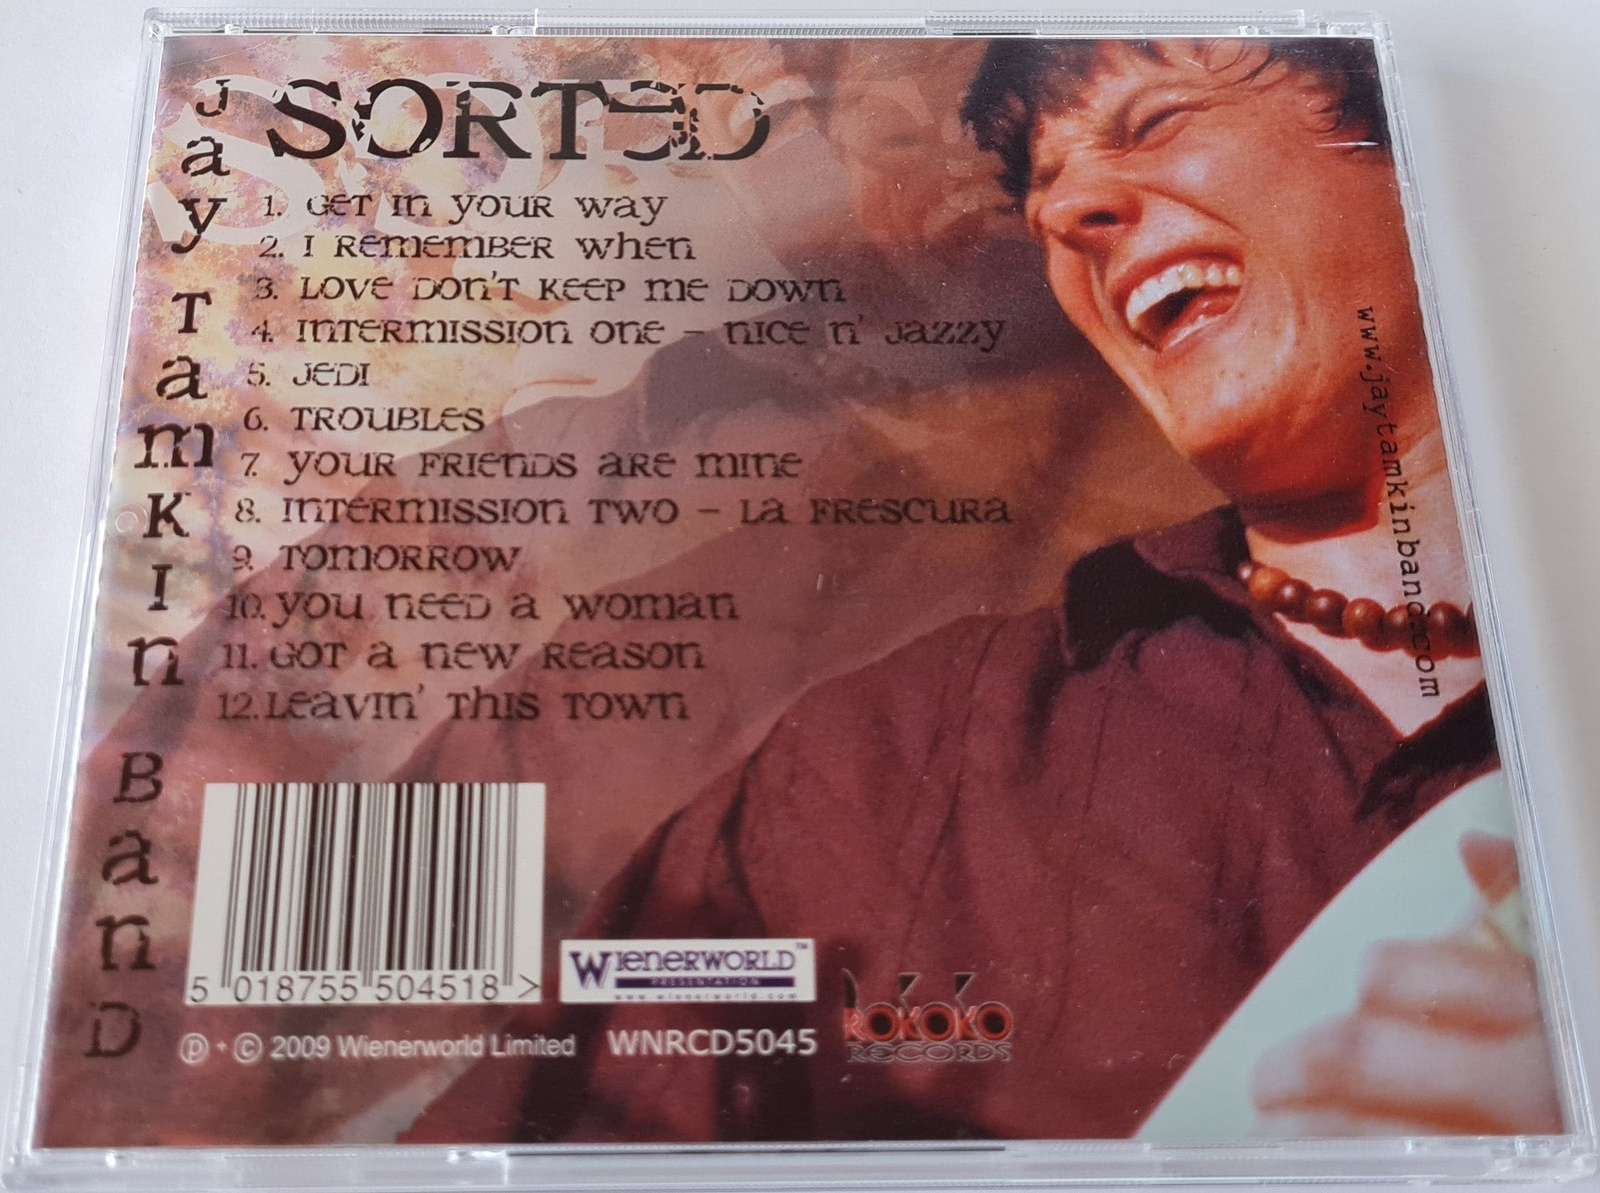 Jay Tamkin Band
SORTED
1. Get in your way
2. I remember when
3. Love don't keep me down
4. Intermission one - nice n' jazzy
5. Jedi
6. Troubles
7. Your friends are mine
8. Intermission two - La Frescura
9. Tomorrow
10. You need a woman
11. Got a new reason
12. Leavin' this town
www.jaytamkinband.com
5 018755 504518 >
WIENERWORLD™
PRESENTATION
www.wienerworld.com
℗ + © 2009 Wienerworld Limited
WNRCD5045
ROKOKO
RECORDS